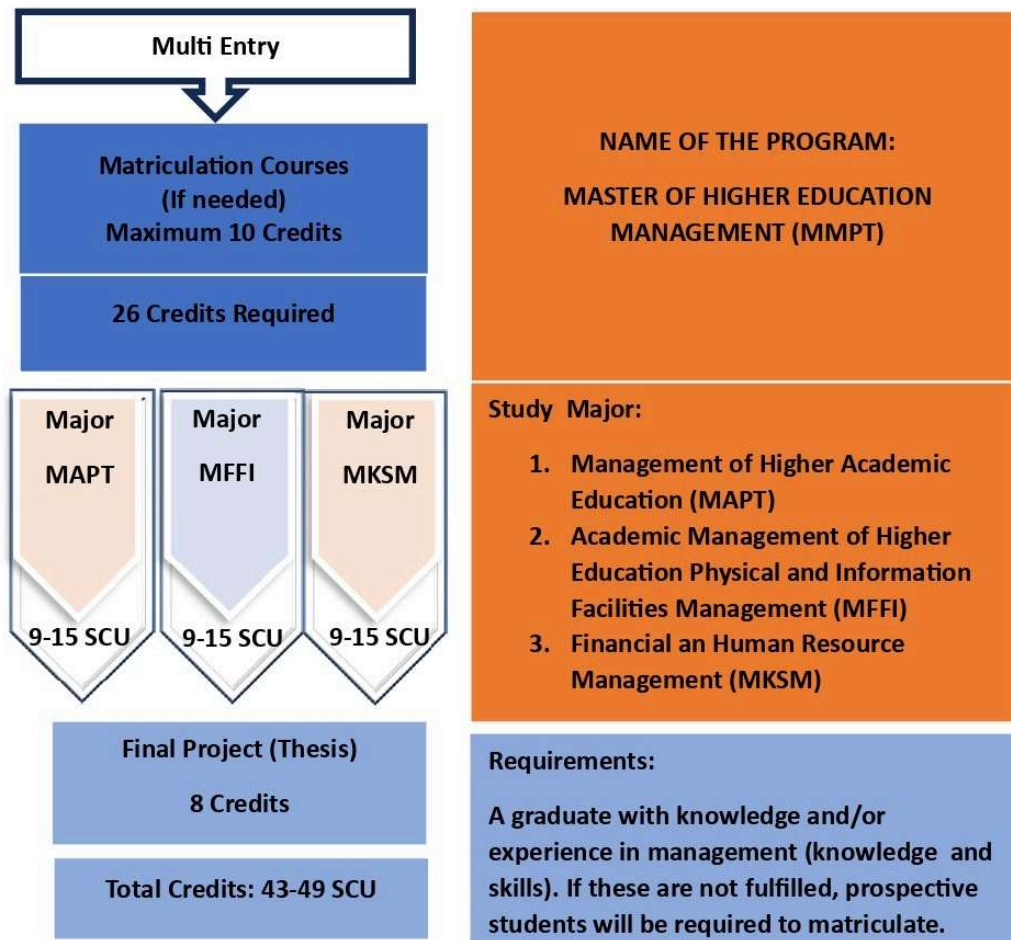 Multi Entry
Matriculation Courses
(If needed)
Maximum 10 Credits
26 Credits Required
Major
MAPT
9-15 SCU
Major
MFFI
9-15 SCU
Major
MKSM
9-15 SCU
Final Project (Thesis)
8 Credits
Total Credits: 43-49 SCU
NAME OF THE PROGRAM:
MASTER OF HIGHER EDUCATION
MANAGEMENT (MMPT)
Study Major:
1. Management of Higher Academic
Education (MAPT)
2. Academic Management of Higher
Education Physical and Information
Facilities Management (MFFI)
3. Financial an Human Resource
Management (MKSM)
Requirements:
A graduate with knowledge and/or
experience in management (knowledge and
skills). If these are not fulfilled, prospective
students will be required to matriculate.